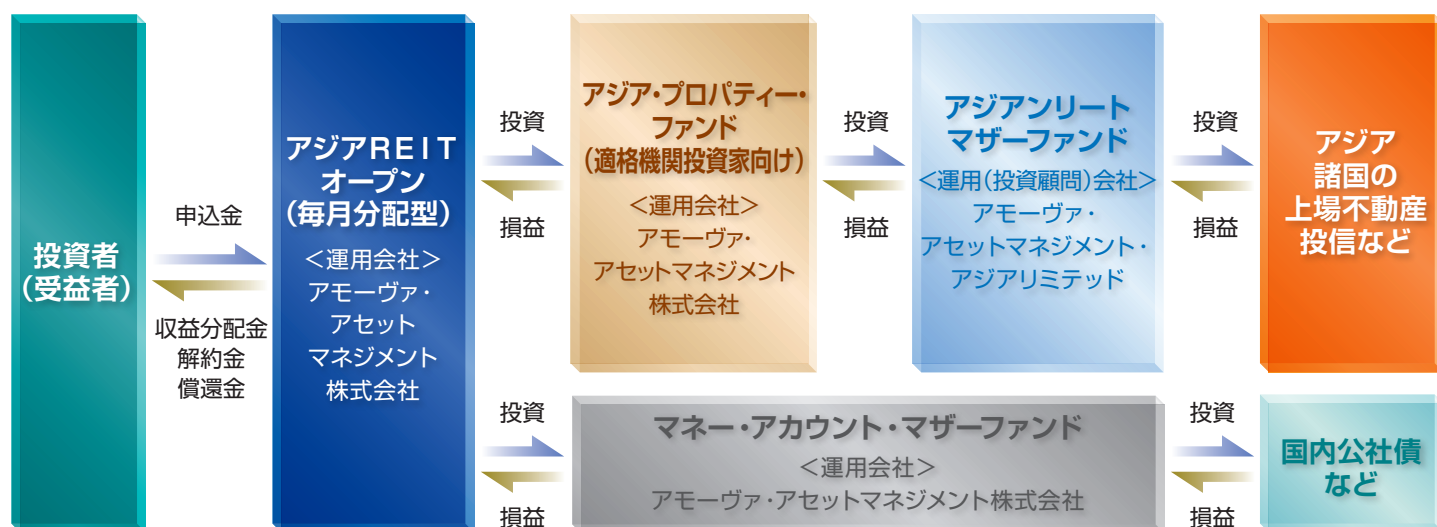 投資者
（受益者）
申込金
収益分配金
解約金
償還金
アジアＲＥＩＴ
オープン
（毎月分配型）
＜運用会社＞
アモーヴァ・
アセット
マネジメント
株式会社
投資
損益
アジア・プロパティー・
ファンド
（適格機関投資家向け）
＜運用会社＞
アモーヴァ・
アセットマネジメント
株式会社
投資
損益
アジアンリート
マザーファンド
＜運用（投資顧問）会社＞
アモーヴァ・
アセットマネジメント・
アジアリミテッド
投資
損益
アジア
諸国の
上場不動産
投信など
投資
損益
マネー・アカウント・マザーファンド
＜運用会社＞
アモーヴァ・アセットマネジメント株式会社
投資
損益
国内公社債
など